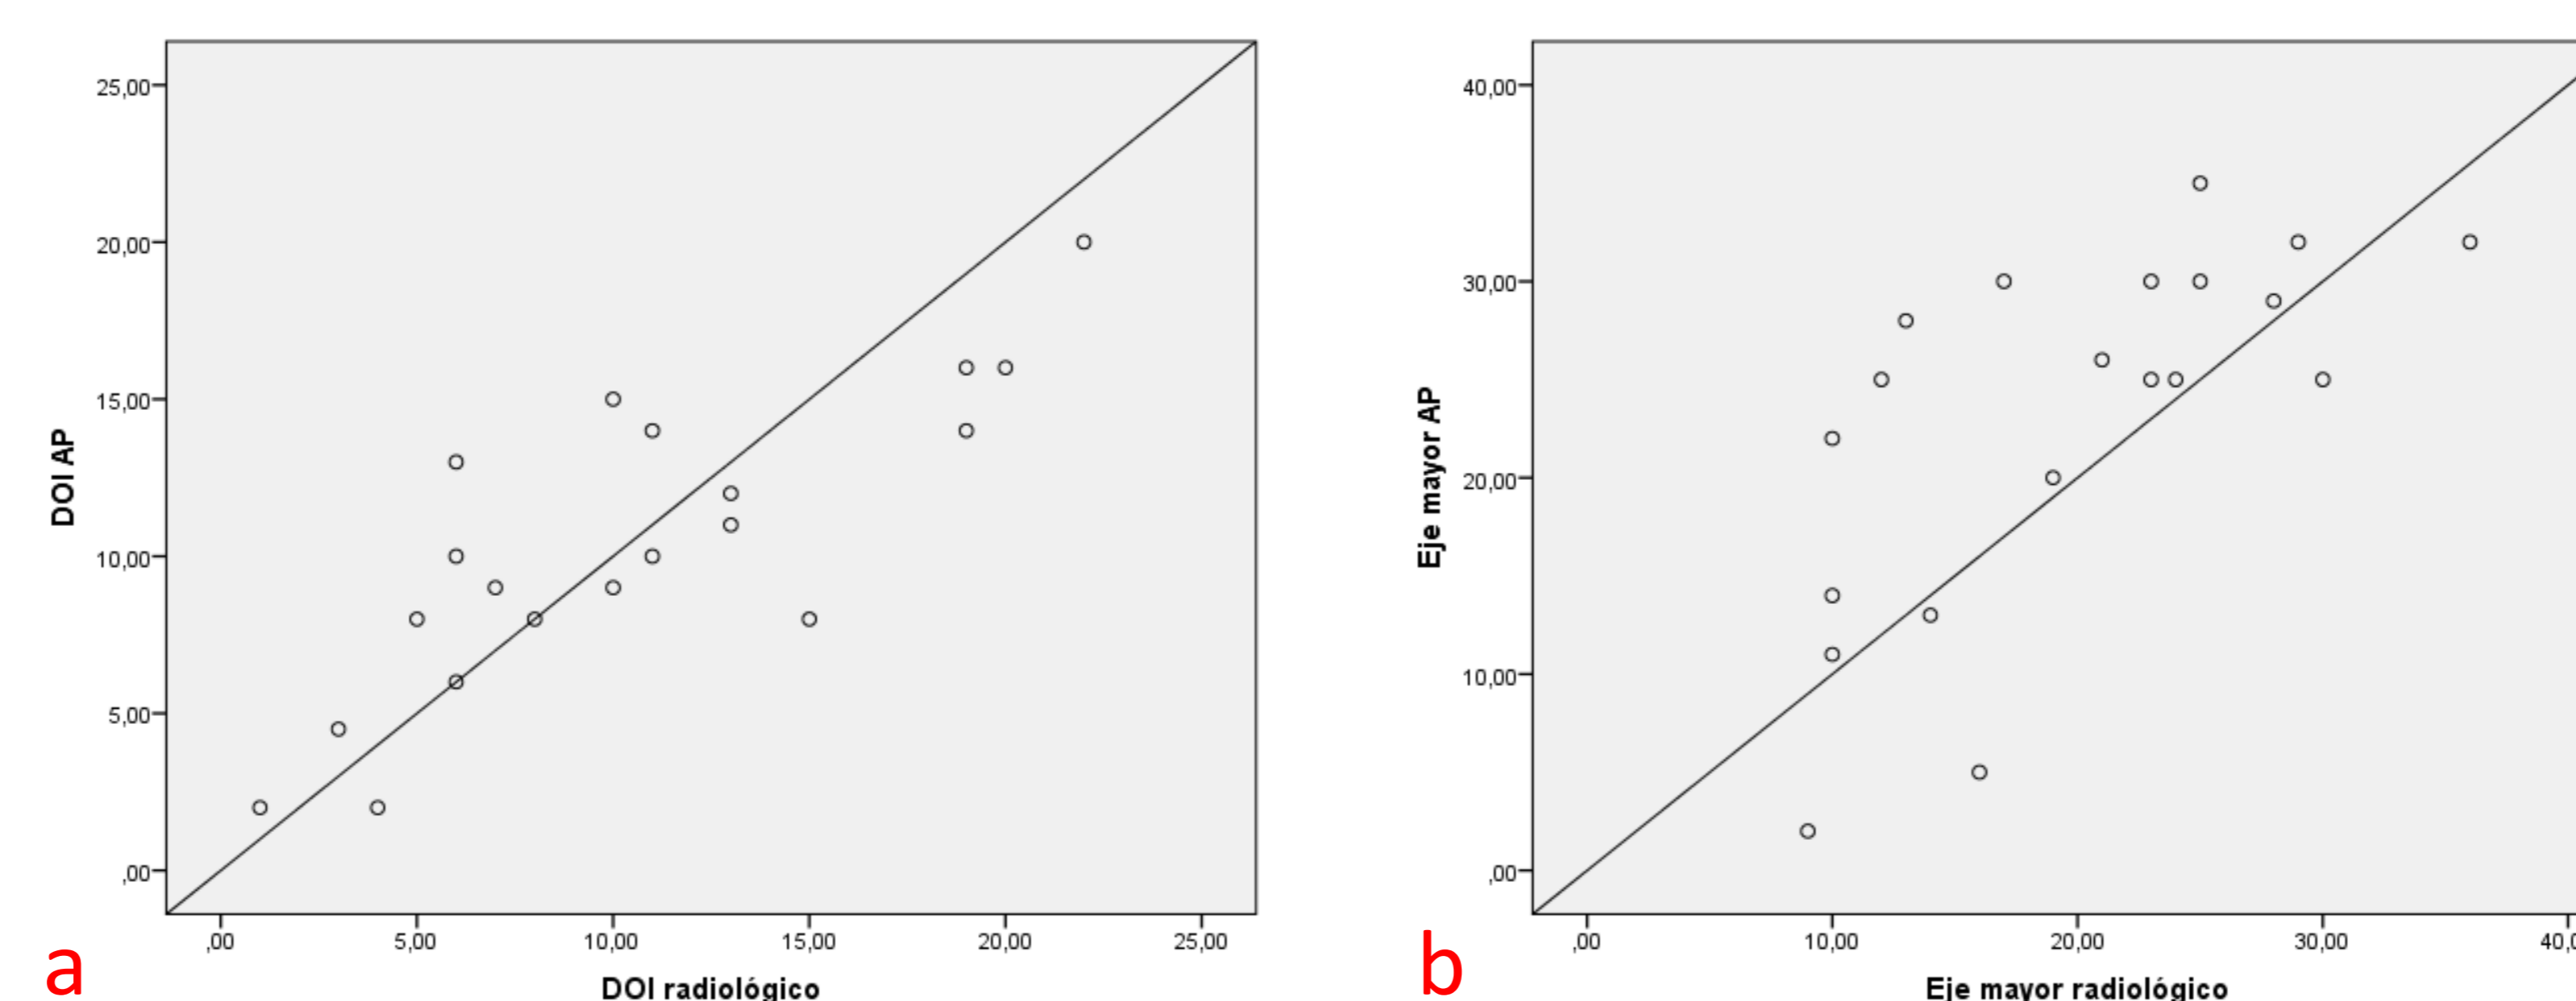 25,00
20,00
15,00
10,00
5,00
,00
DOI AP
,00 5,00 10,00 15,00 20,00 25,00
DOI radiológico
a
40,00
30,00
20,00
10,00
,00
Eje mayor AP
,00 10,00 20,00 30,00 40,0
Eje mayor radiológico
b